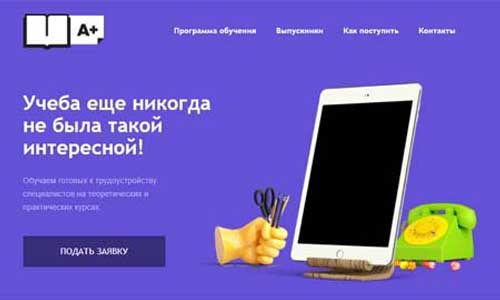 A+
Программа обучения Выпускники Как поступить Контакты
Учеба еще никогда
не была такой
интересной!
Обучаем готовых к трудоустройству
специалистов на теоретических и
практических курсах.
ПОДАТЬ ЗАЯВКУ